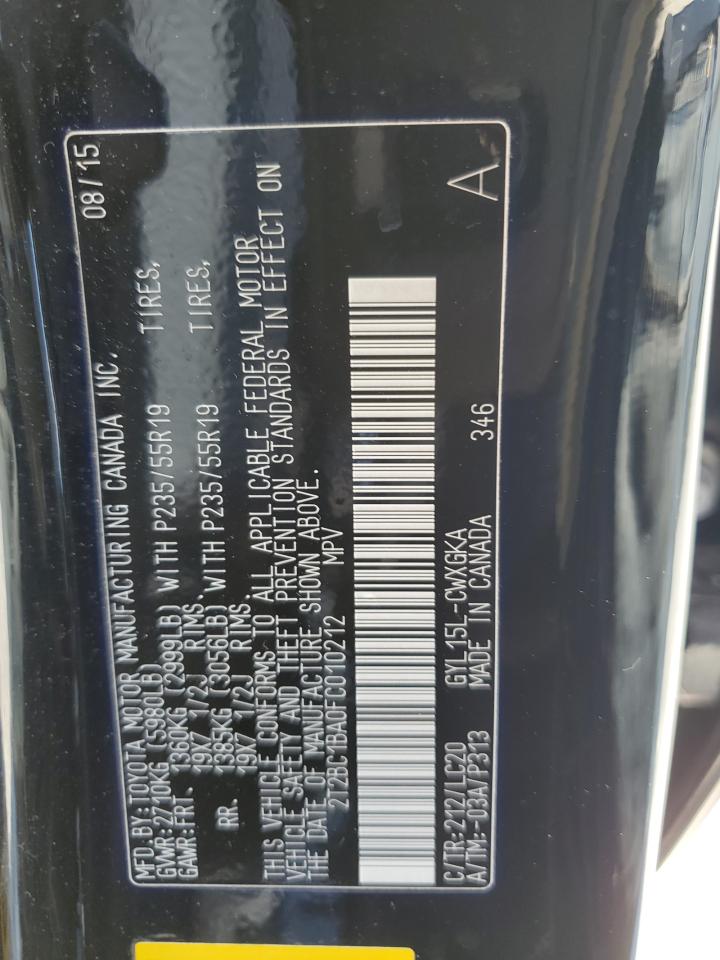 MFD.BY:TOYOTA MOTOR MANUFACTURING CANADA INC. 08/15
GVWR:2710KG (5980LB)
GAWR:FRT. 1360KG (2999LB) WITH P235/55R19 TIRES,
19X7 1/2J RIMS.
RR. 1385KG (3056LB) WITH P235/55R19 TIRES,
19X7 1/2J RIMS.
THIS VEHICLE CONFORMS TO ALL APPLICABLE FEDERAL MOTOR
VEHICLE SAFETY AND THEFT PREVENTION STANDARDS IN EFFECT ON
THE DATE OF MANUFACTURE SHOWN ABOVE.
2T2BC1BA0FC010212 MPV
C/TR:212/LC20 GYL15L-CWXGKA
A/TM:-03A/P313 MADE IN CANADA 346 A